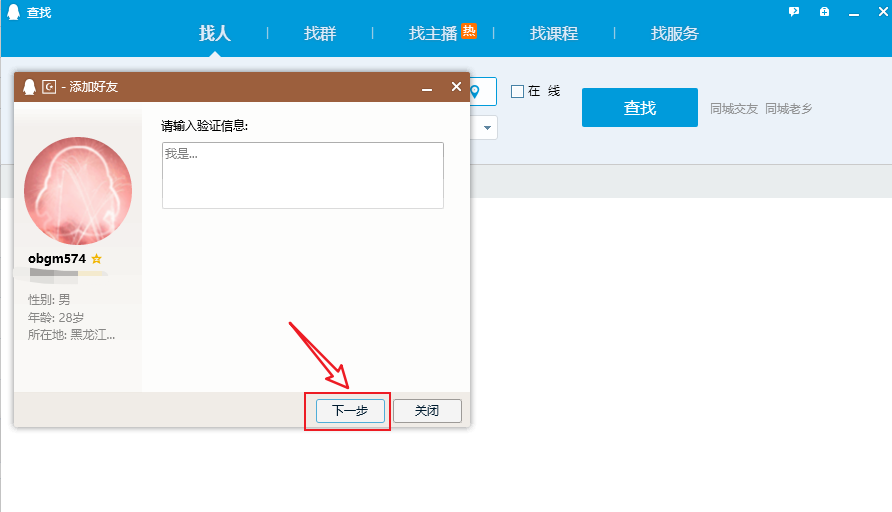 查找
找人
找群
找主播 热
找课程
找服务
- 添加好友
在 线
查找
同城交友 同城老乡
请输入验证信息:
我是...
obgm574
性别: 男
年龄: 28岁
所在地: 黑龙江...
下一步
关闭